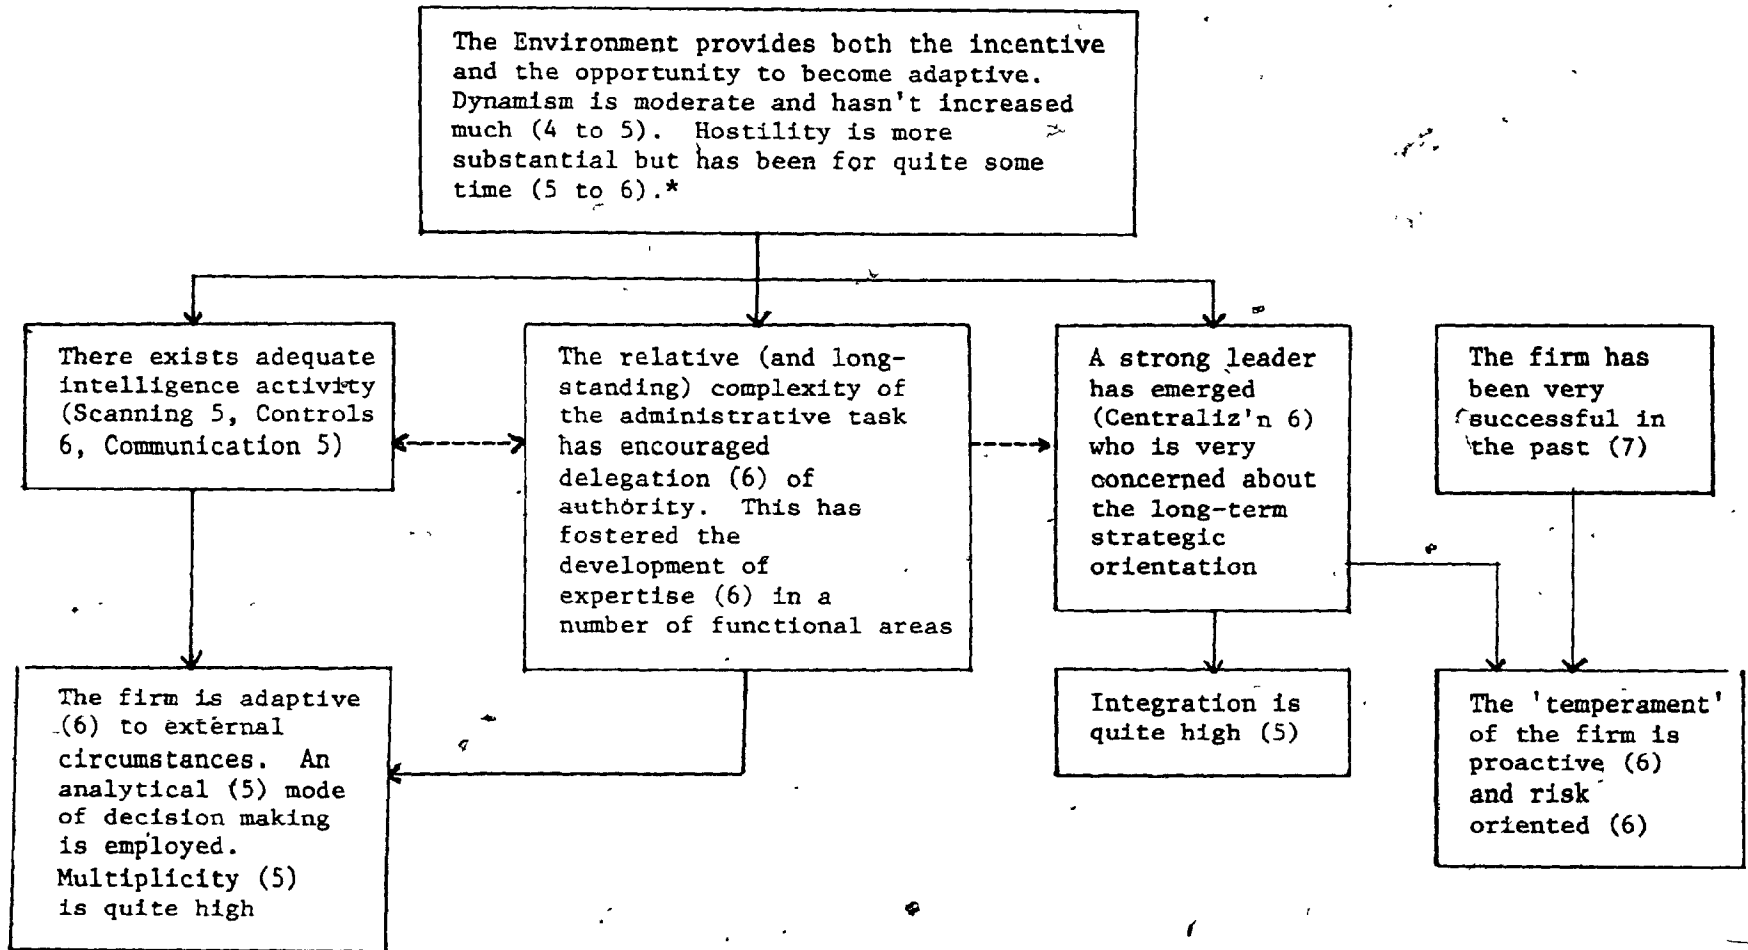 The Environment provides both the incentive
and the opportunity to become adaptive.
Dynamism is moderate and hasn't increased
much (4 to 5). Hostility is more
substantial but has been for quite some
time (5 to 6).*
There exists adequate
intelligence activity
(Scanning 5, Controls
6, Communication 5)
The relative (and long-
standing) complexity of
the administrative task
has encouraged
delegation (6) of
authority. This has
fostered the
development of
expertise (6) in a
number of functional areas
A strong leader
has emerged
(Centraliz'n 6)
who is very
concerned about
the long-term
strategic
orientation
The firm has
been very
successful in
the past (7)
The firm is adaptive
(6) to external
circumstances. An
analytical (5) mode
of decision making
is employed.
Multiplicity (5)
is quite high
Integration is
quite high (5)
The 'temperament'
of the firm is
proactive (6)
and risk
oriented (6)